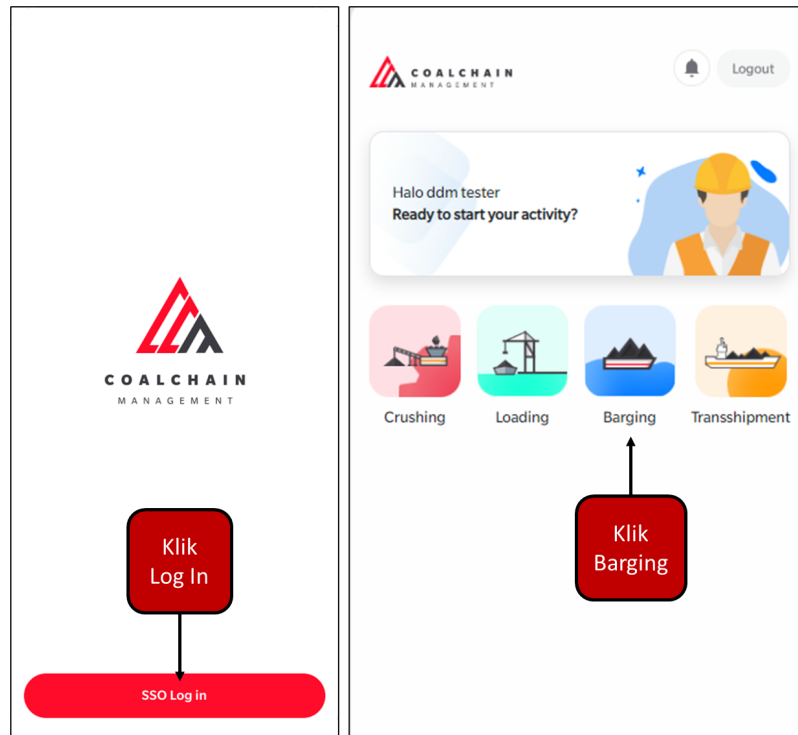 COALCHAIN
MANAGEMENT
Klik
Log In
SSO Log in
COALCHAIN
MANAGEMENT
Logout
Halo ddm tester
Ready to start your activity?
Crushing
Loading
Barging
Transshipment
Klik
Barging